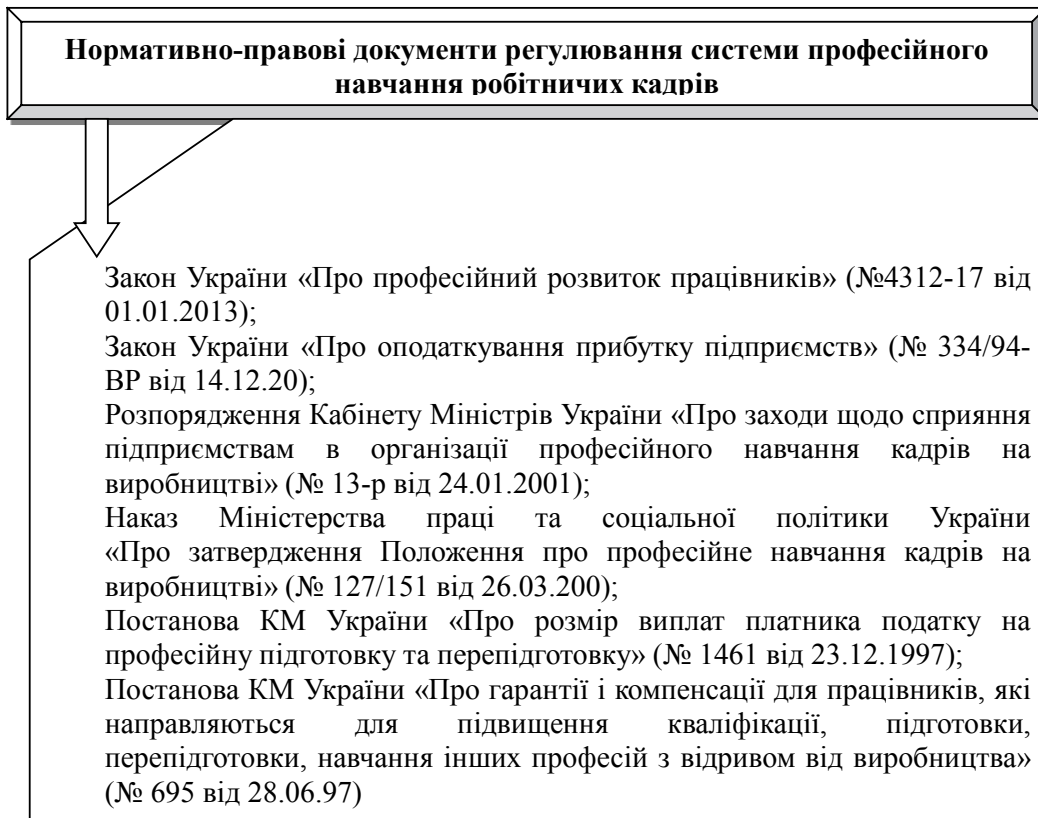 Нормативно-правові документи регулювання системи професійного
навчання робітничих кадрів
Закон України «Про професійний розвиток працівників» (№4312-17 від
01.01.2013);
Закон України «Про оподаткування прибутку підприємств» (№ 334/94-
ВР від 14.12.20);
Розпорядження Кабінету Міністрів України «Про заходи щодо сприяння
підприємствам в організації професійного навчання кадрів на
виробництві» (№ 13-р від 24.01.2001);
Наказ Міністерства праці та соціальної політики України
«Про затвердження Положення про професійне навчання кадрів на
виробництві» (№ 127/151 від 26.03.200);
Постанова КМ України «Про розмір виплат платника податку на
професійну підготовку та перепідготовку» (№ 1461 від 23.12.1997);
Постанова КМ України «Про гарантії і компенсації для працівників, які
направляються для підвищення кваліфікації, підготовки,
перепідготовки, навчання інших професій з відривом від виробництва»
(№ 695 від 28.06.97)